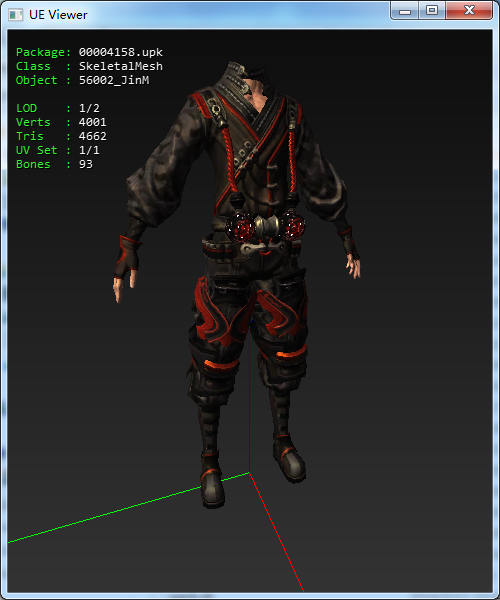 UE Viewer
Package: 00004158.upk
Class : SkeletalMesh
Object : 56002_JinM
LOD : 1/2
Verts : 4001
Tris : 4662
UV Set : 1/1
Bones : 93